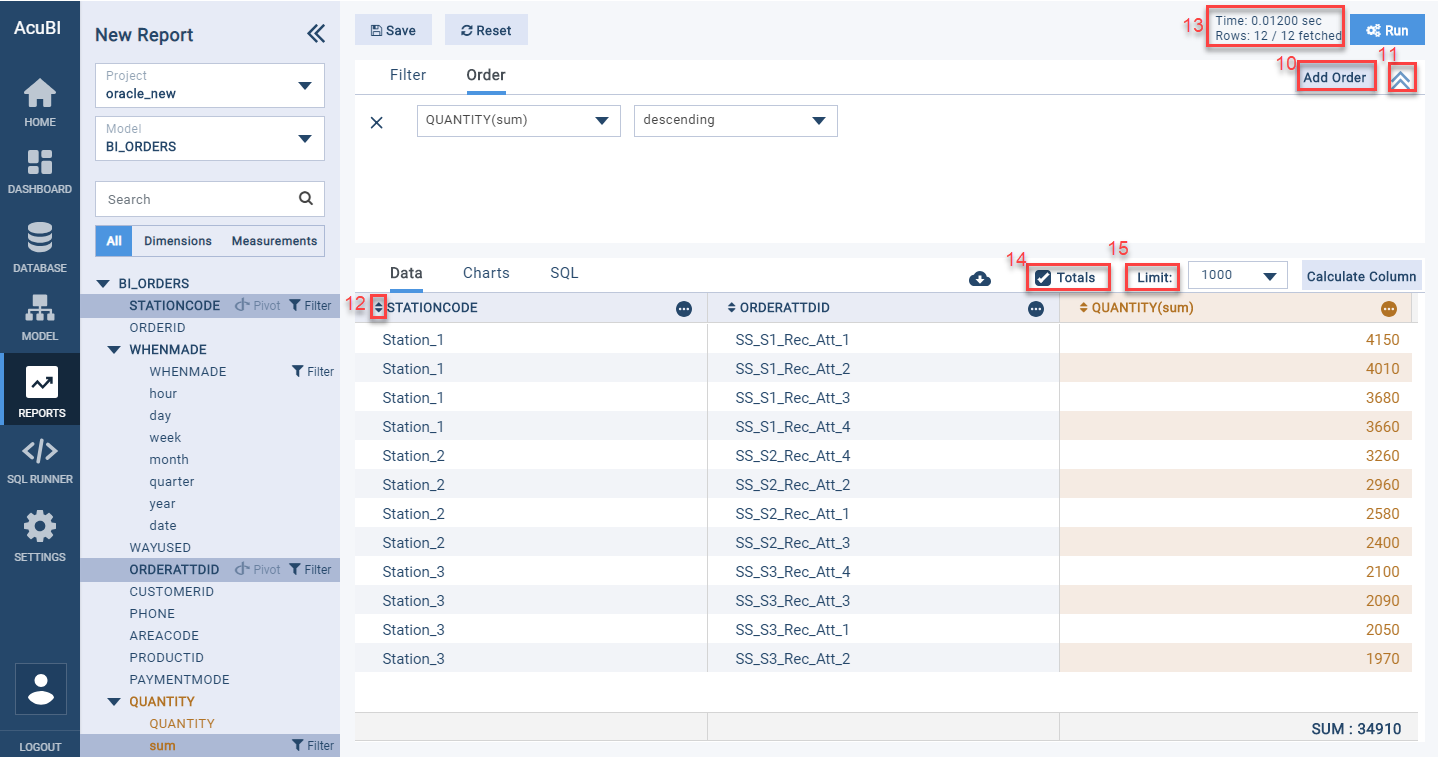 AcuBI
HOME
DASHBOARD
DATABASE
MODEL
REPORTS
SQL RUNNER
SETTINGS
LOGOUT
New Report
Project
oracle_new
Model
BI_ORDERS
Search
All Dimensions Measurements
BI_ORDERS
STATIONCODE Pivot Filter
ORDERID
WHENMADE
WHENMADE Filter
hour
day
week
month
quarter
year
date
WAYUSED
ORDERATTDID Pivot Filter
CUSTOMERID
PHONE
AREACODE
PRODUCTID
PAYMENTMODE
QUANTITY
QUANTITY
sum Filter
Save Reset
13 Time: 0.01200 sec
Rows: 12 / 12 fetched
Run
Filter Order 10 Add Order 11
QUANTITY(sum) descending
Data Charts SQL 14 Totals 15 Limit: 1000 Calculate Column
12 STATIONCODE ORDERATTDID QUANTITY(sum)
Station_1 SS_S1_Rec_Att_1 4150
Station_1 SS_S1_Rec_Att_2 4010
Station_1 SS_S1_Rec_Att_3 3680
Station_1 SS_S1_Rec_Att_4 3660
Station_2 SS_S2_Rec_Att_4 3260
Station_2 SS_S2_Rec_Att_2 2960
Station_2 SS_S2_Rec_Att_1 2580
Station_2 SS_S2_Rec_Att_3 2400
Station_3 SS_S3_Rec_Att_4 2100
Station_3 SS_S3_Rec_Att_3 2090
Station_3 SS_S3_Rec_Att_1 2050
Station_3 SS_S3_Rec_Att_2 1970
SUM : 34910